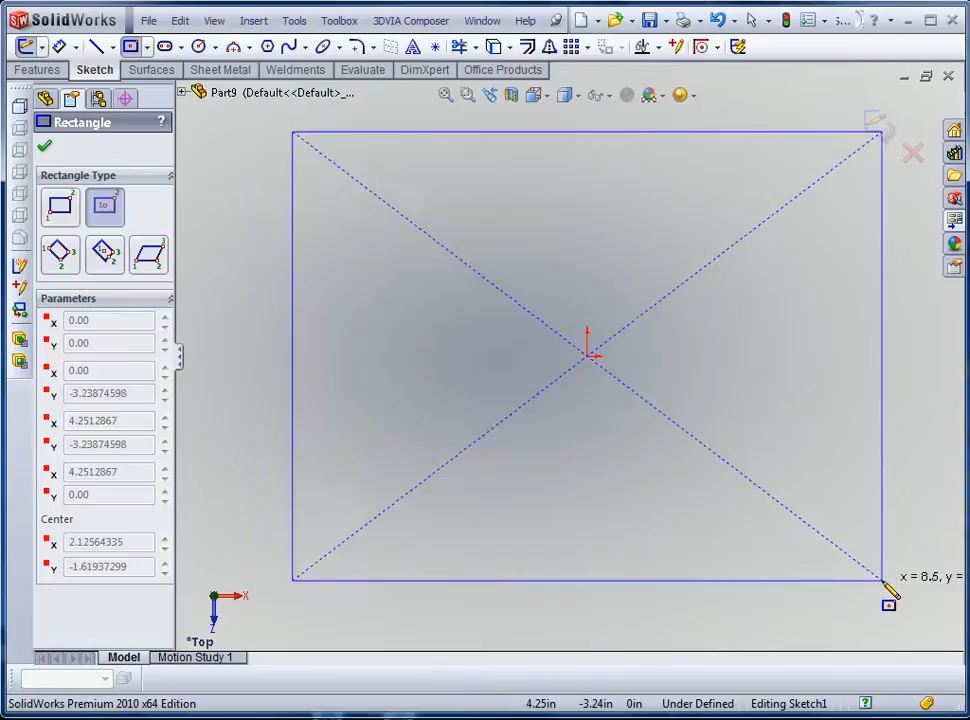 SolidWorks File Edit View Insert Tools Toolbox 3DVIA Composer Window Help S... ?
Features Sketch Surfaces Sheet Metal Weldments Evaluate DimXpert Office Products
Part9 (Default<<Default>_...
Rectangle ?
Rectangle Type
Parameters
X 0.00
Y 0.00
X 0.00
Y -3.23874598
X 4.2512867
Y -3.23874598
X 4.2512867
Y 0.00
Center
X 2.12564335
Y -1.61937299
x = 8.5, y =
X
Z
*Top
Model Motion Study 1
SolidWorks Premium 2010 x64 Edition 4.25in -3.24in 0in Under Defined Editing Sketch1 ?